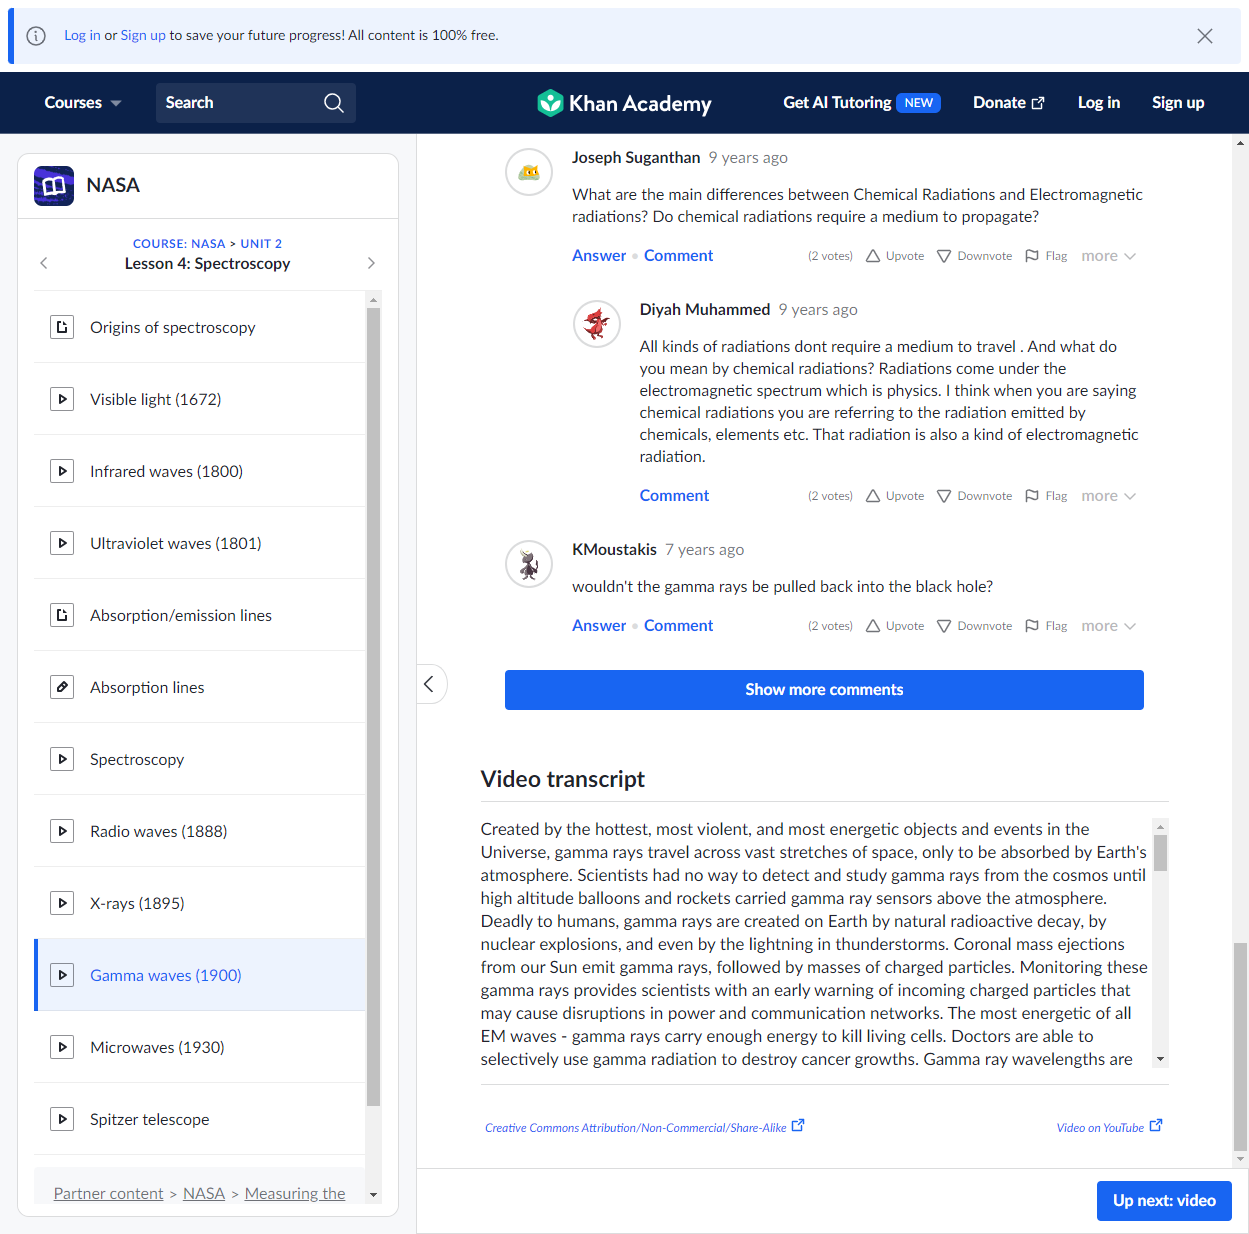 Log in or Sign up to save your future progress! All content is 100% free.
Courses
Search
Khan Academy
Get AI Tutoring NEW
Donate
Log in
Sign up
NASA
COURSE: NASA > UNIT 2
Lesson 4: Spectroscopy
Origins of spectroscopy
Visible light (1672)
Infrared waves (1800)
Ultraviolet waves (1801)
Absorption/emission lines
Absorption lines
Spectroscopy
Radio waves (1888)
X-rays (1895)
Gamma waves (1900)
Microwaves (1930)
Spitzer telescope
Partner content > NASA > Measuring the
Joseph Suganthan 9 years ago
What are the main differences between Chemical Radiations and Electromagnetic
radiations? Do chemical radiations require a medium to propagate?
Answer • Comment (2 votes) Upvote Downvote Flag more
Diyah Muhammed 9 years ago
All kinds of radiations dont require a medium to travel . And what do
you mean by chemical radiations? Radiations come under the
electromagnetic spectrum which is physics. I think when you are saying
chemical radiations you are referring to the radiation emitted by
chemicals, elements etc. That radiation is also a kind of electromagnetic
radiation.
Comment (2 votes) Upvote Downvote Flag more
KMoustakis 7 years ago
wouldn't the gamma rays be pulled back into the black hole?
Answer • Comment (2 votes) Upvote Downvote Flag more
Show more comments
Video transcript
Created by the hottest, most violent, and most energetic objects and events in the
Universe, gamma rays travel across vast stretches of space, only to be absorbed by Earth's
atmosphere. Scientists had no way to detect and study gamma rays from the cosmos until
high altitude balloons and rockets carried gamma ray sensors above the atmosphere.
Deadly to humans, gamma rays are created on Earth by natural radioactive decay, by
nuclear explosions, and even by the lightning in thunderstorms. Coronal mass ejections
from our Sun emit gamma rays, followed by masses of charged particles. Monitoring these
gamma rays provides scientists with an early warning of incoming charged particles that
may cause disruptions in power and communication networks. The most energetic of all
EM waves - gamma rays carry enough energy to kill living cells. Doctors are able to
selectively use gamma radiation to destroy cancer growths. Gamma ray wavelengths are
Creative Commons Attribution/Non-Commercial/Share-Alike
Video on YouTube
Up next: video